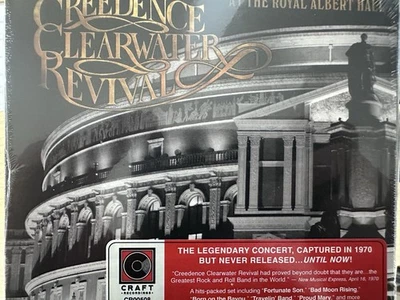 AT THE ROYAL ALBERT HALL
CREEDENCE
CLEARWATER
REVIVAL
THE LEGENDARY CONCERT, CAPTURED IN 1970
BUT NEVER RELEASED...UNTIL NOW!
"Creedence Clearwater Revival had proved beyond doubt that they are...the
Greatest Rock and Roll Band in the World." — New Musical Express, April 18, 1970
A hits-packed set including "Fortunate Son," "Bad Moon Rising,"
"Born on the Bayou," "Travelin' Band," "Proud Mary," and more
CRAFT
RECORDINGS